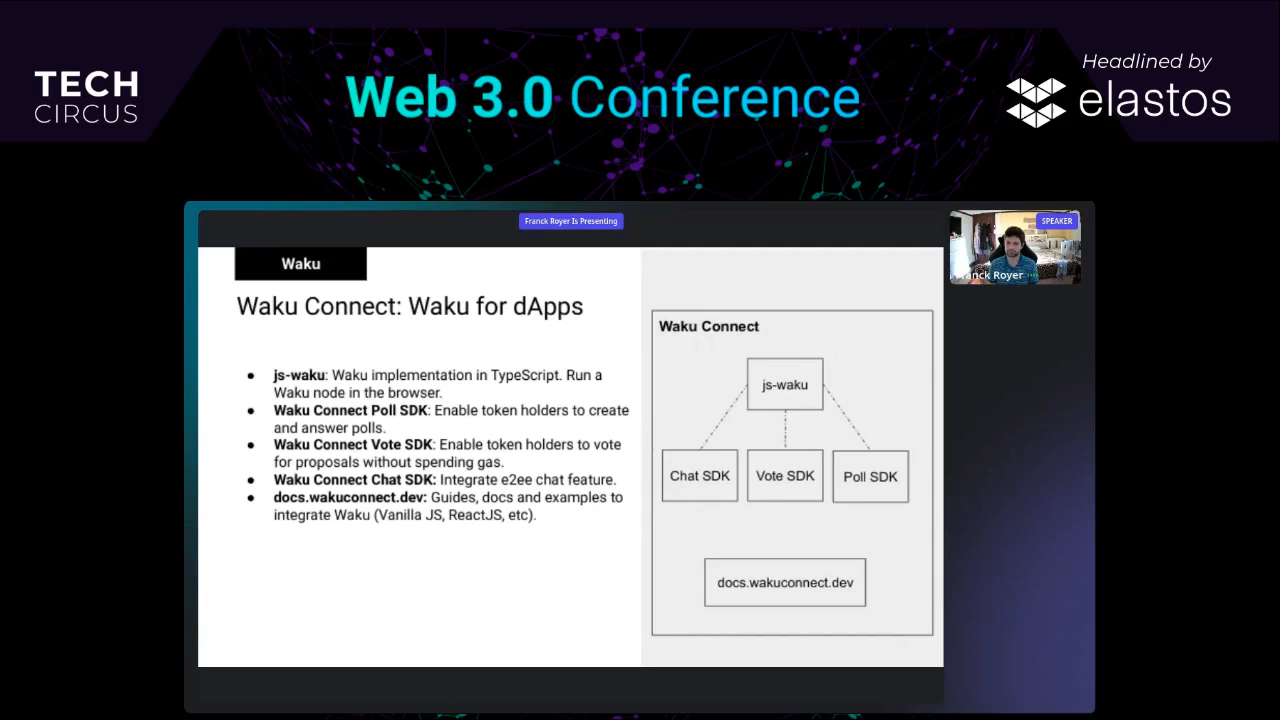 TECH
CIRCUS
Web 3.0 Conference
Headlined by
elastos
Franck Royer Is Presenting
SPEAKER
Franck Royer
Waku
Waku Connect: Waku for dApps
● js-waku: Waku implementation in TypeScript. Run a
Waku node in the browser.
● Waku Connect Poll SDK: Enable token holders to create
and answer polls.
● Waku Connect Vote SDK: Enable token holders to vote
for proposals without spending gas.
● Waku Connect Chat SDK: Integrate e2ee chat feature.
● docs.wakuconnect.dev: Guides, docs and examples to
integrate Waku (Vanilla JS, ReactJS, etc).
Waku Connect
js-waku
Chat SDK
Vote SDK
Poll SDK
docs.wakuconnect.dev